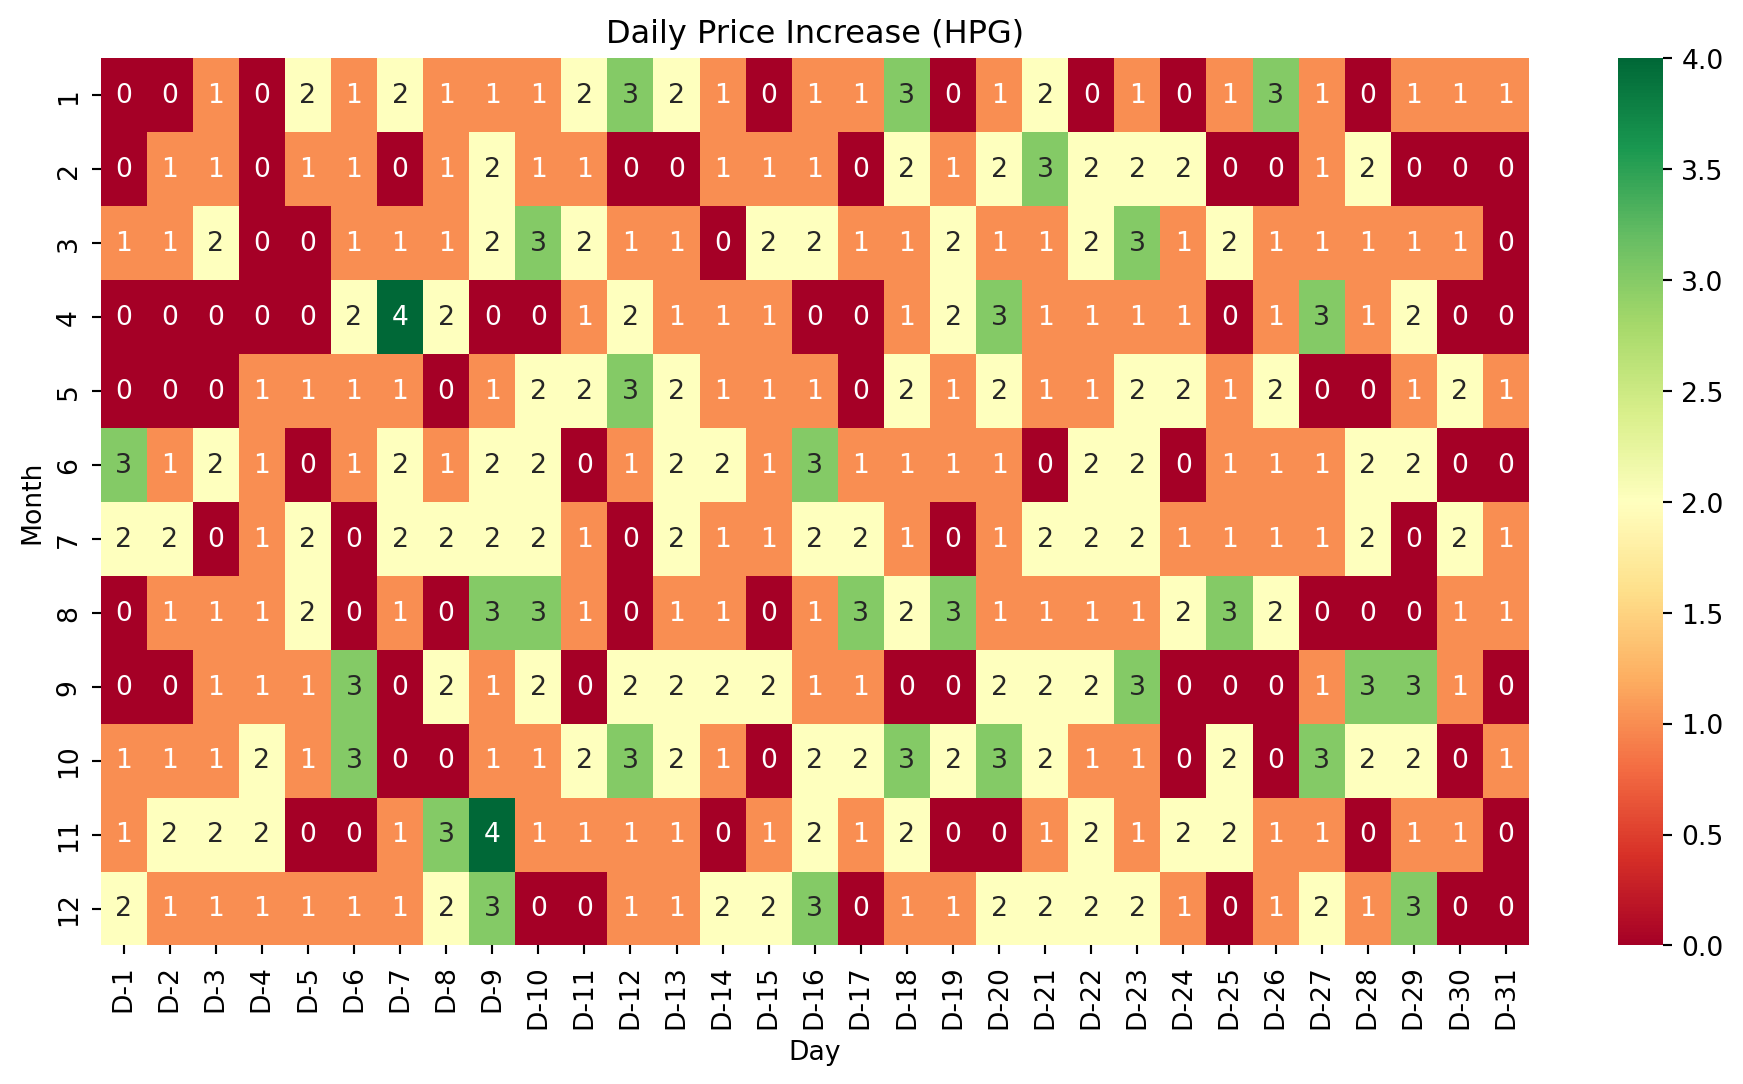 Daily Price Increase (HPG)
1 0 0 1 0 2 1 2 1 1 1 2 3 2 1 0 1 1 3 0 1 2 0 1 0 1 3 1 0 1 1 1
2 0 1 1 0 1 1 0 1 2 1 1 0 0 1 1 1 0 2 1 2 3 2 2 2 0 0 1 2 0 0 0
3 1 1 2 0 0 1 1 1 2 3 2 1 1 0 2 2 1 1 2 1 1 2 3 1 2 1 1 1 1 1 0
4 0 0 0 0 0 2 4 2 0 0 1 2 1 1 1 0 0 1 2 3 1 1 1 1 0 1 3 1 2 0 0
5 0 0 0 1 1 1 1 0 1 2 2 3 2 1 1 1 0 2 1 2 1 1 2 2 1 2 0 0 1 2 1
6 3 1 2 1 0 1 2 1 2 2 0 1 2 2 1 3 1 1 1 1 0 2 2 0 1 1 1 2 2 0 0
7 2 2 0 1 2 0 2 2 2 2 1 0 2 1 1 2 2 1 0 1 2 2 2 1 1 1 1 2 0 2 1
8 0 1 1 1 2 0 1 0 3 3 1 0 1 1 0 1 3 2 3 1 1 1 1 2 3 2 0 0 0 1 1
9 0 0 1 1 1 3 0 2 1 2 0 2 2 2 2 1 1 0 0 2 2 2 3 0 0 0 1 3 3 1 0
10 1 1 1 2 1 3 0 0 1 1 2 3 2 1 0 2 2 3 2 3 2 1 1 0 2 0 3 2 2 0 1
11 1 2 2 2 0 0 1 3 4 1 1 1 1 0 1 2 1 2 0 0 1 2 1 2 2 1 1 0 1 1 0
12 2 1 1 1 1 1 1 2 3 0 0 1 1 2 2 3 0 1 1 2 2 2 2 1 0 1 2 1 3 0 0
Month
D-1 D-2 D-3 D-4 D-5 D-6 D-7 D-8 D-9 D-10 D-11 D-12 D-13 D-14 D-15 D-16 D-17 D-18 D-19 D-20 D-21 D-22 D-23 D-24 D-25 D-26 D-27 D-28 D-29 D-30 D-31
Day
4.0
3.5
3.0
2.5
2.0
1.5
1.0
0.5
0.0